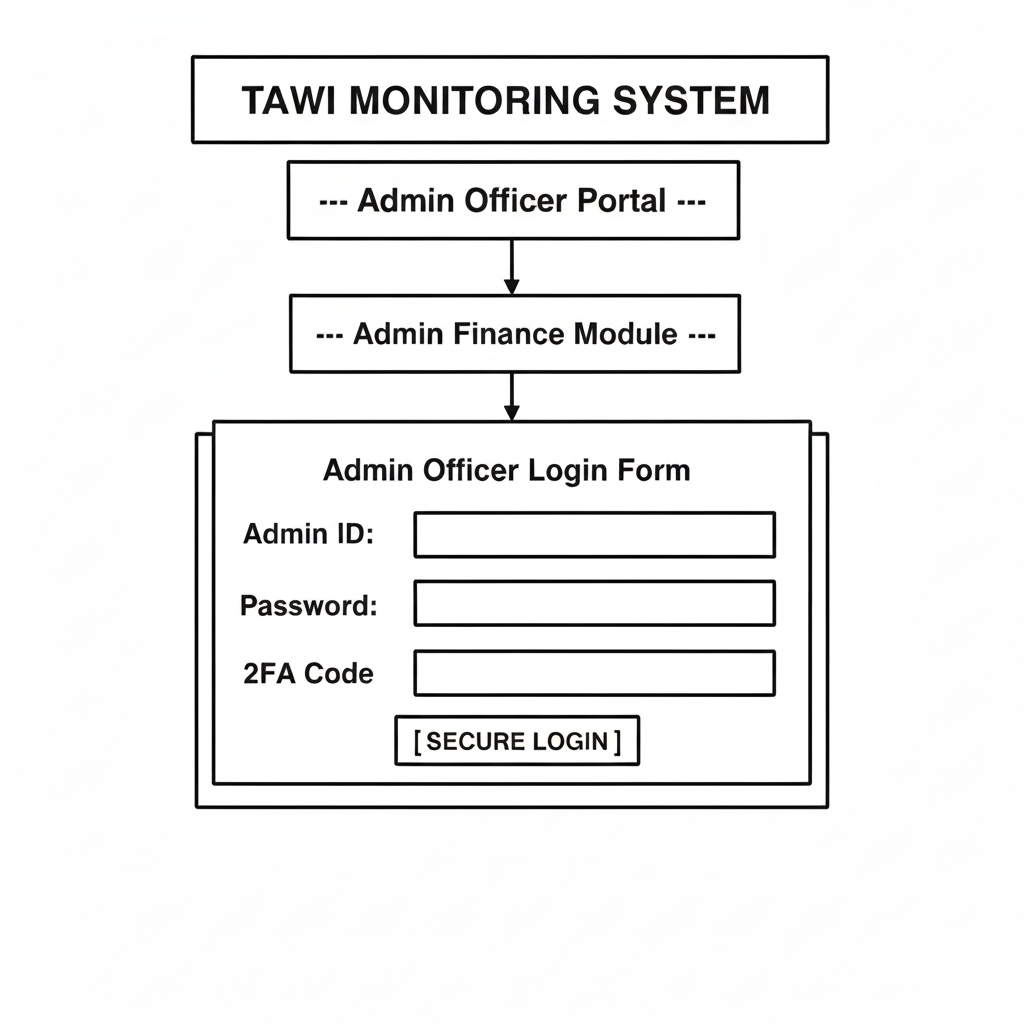 TAWI MONITORING SYSTEM
--- Admin Officer Portal ---
--- Admin Finance Module ---
Admin Officer Login Form
Admin ID:
Password:
2FA Code
[ SECURE LOGIN ]